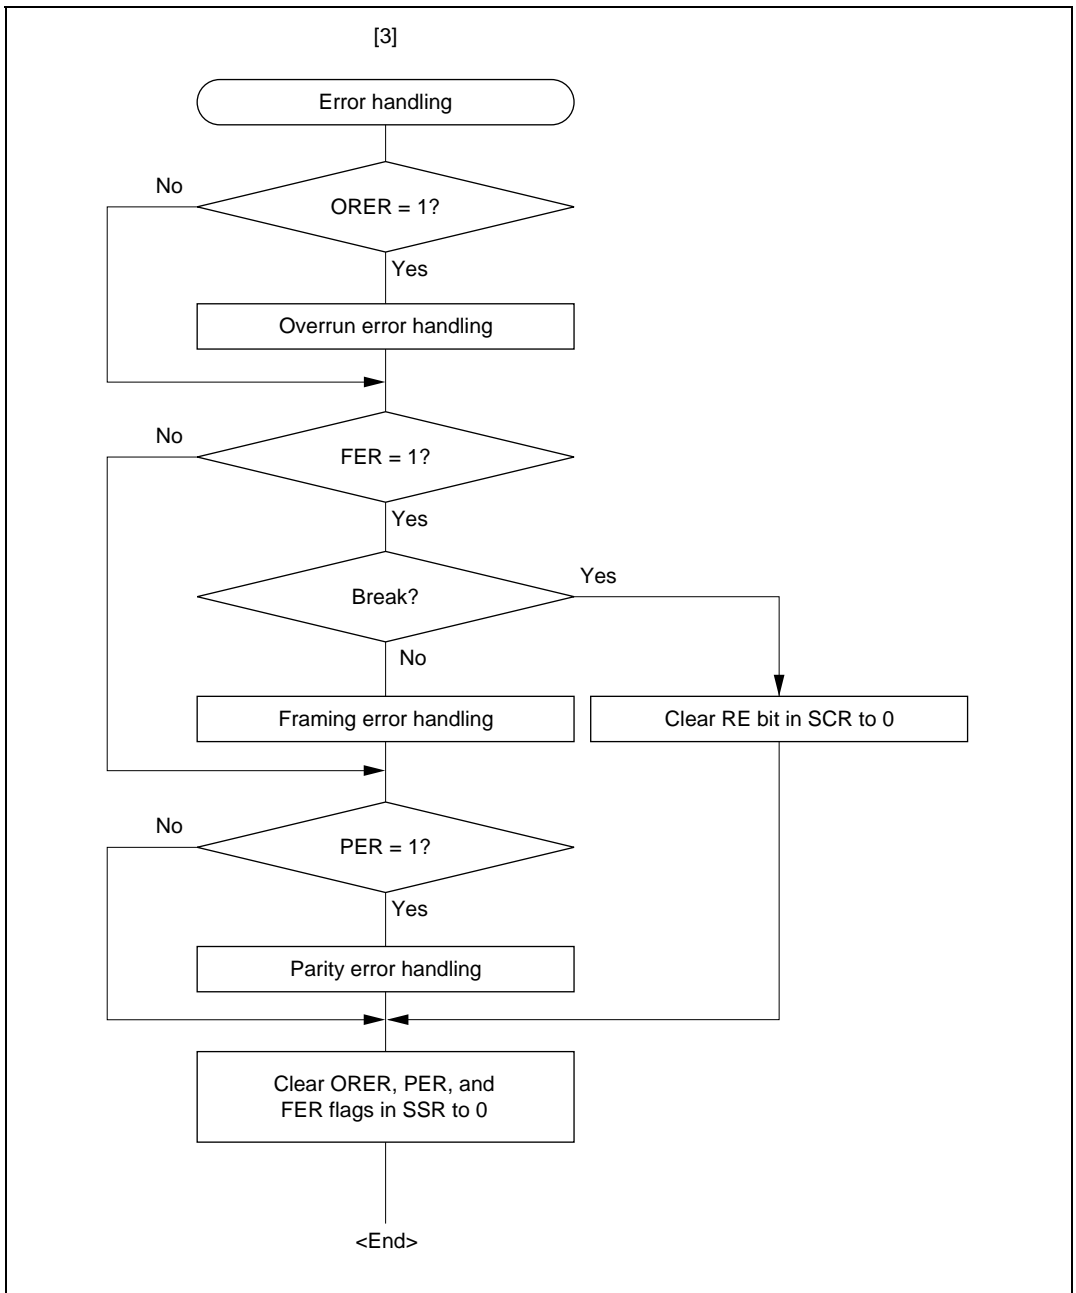 [3]
Error handling
No
ORER = 1?
Yes
Overrun error handling
No
FER = 1?
Yes
Break?
Yes
No
Framing error handling
Clear RE bit in SCR to 0
No
PER = 1?
Yes
Parity error handling
Clear ORER, PER, and
FER flags in SSR to 0
<End>